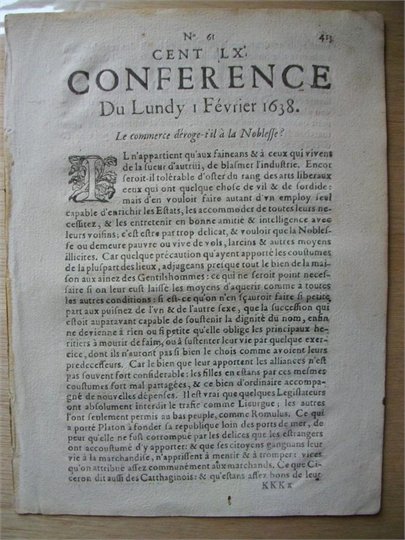 No 61 413
CENT LX.
CONFERENCE
Du Lundy 1 Février 1638.
Le commerce déroge-t'il à la Noblesse?
IL n'appartient qu'aux faineans & à ceux qui vivent
de la sueur d'autrui, de blasmer l'industrie. Encor
seroit-il tolérable d'oster du rang des arts liberaux
ceux qui ont quelque chose de vil & de sordide:
mais d'en vouloir faire autant d'vn employ seul
capable d'enrichir les Estats, les accommoder de toutes leurs ne-
cessitez, & les entretenir en bonne amitié & intelligence avec
leurs voisins; c'est estre par trop delicat, & vouloir que la Nobles-
se ou demeure pauvre ou vive de vols, larcins & autres moyens
illicites. Car quelque précaution qu'ayent apporté les coustumes
de la pluspart des lieux, adjugeans presque tout le bien de la mai-
son aux aisnez des Gentilshommes: ce qui ne seroit point neces-
saire si on leur eust laissé les moyens d'aquerir comme à toutes
les autres conditions: si est-ce qu'on n'en sçauroit faire si petite
part aux puisnez de l'vn & de l'autre sexe, que la succession qui
estoit auparavant capable de soustenir la dignité du nom, enfin
ne devienne à rien ou si petite qu'elle oblige les principaux he-
ritiers à mourir de faim, ou à sustenter leur vie par quelque exer-
cice, dont ils n'auront pas si bien le choix comme avoient leurs
predecesseurs. Car le bien que leur apportent les alliances n'est
pas souvent fort considérable: les filles en estans par ces mesmes
coustumes fort mal partagées, & ce bien d'ordinaire accompa-
gné de nouvelles dépenses. Il est vrai que quelques Legislateurs
ont absolument interdit le trafic comme Licurgue: les autres
l'ont seulement permis au bas peuple, comme Romulus. Ce qui
a porté Platon à fonder sa republique loin des ports de mer, de
peur qu'elle ne fust corrompuë par les delices que les estrangers
ont accoustumé d'y apporter: & que ses citoyens gangnans leur
vie à la marchandise, n'apprissent à mentir & à tromper: vices
qu'on attribuë assez communément aux marchands. Ce que Ci-
ceron dit aussi des Catthaginois: & qu'estans assez bons de leur
KKKK